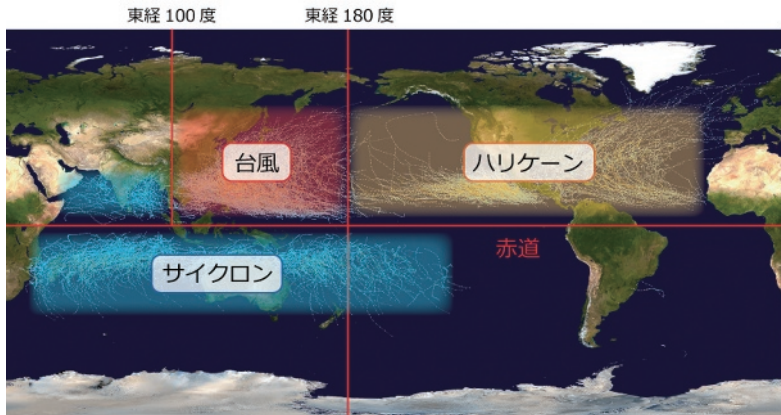 東経 100 度
東経 180 度
台風
ハリケーン
サイクロン
赤道